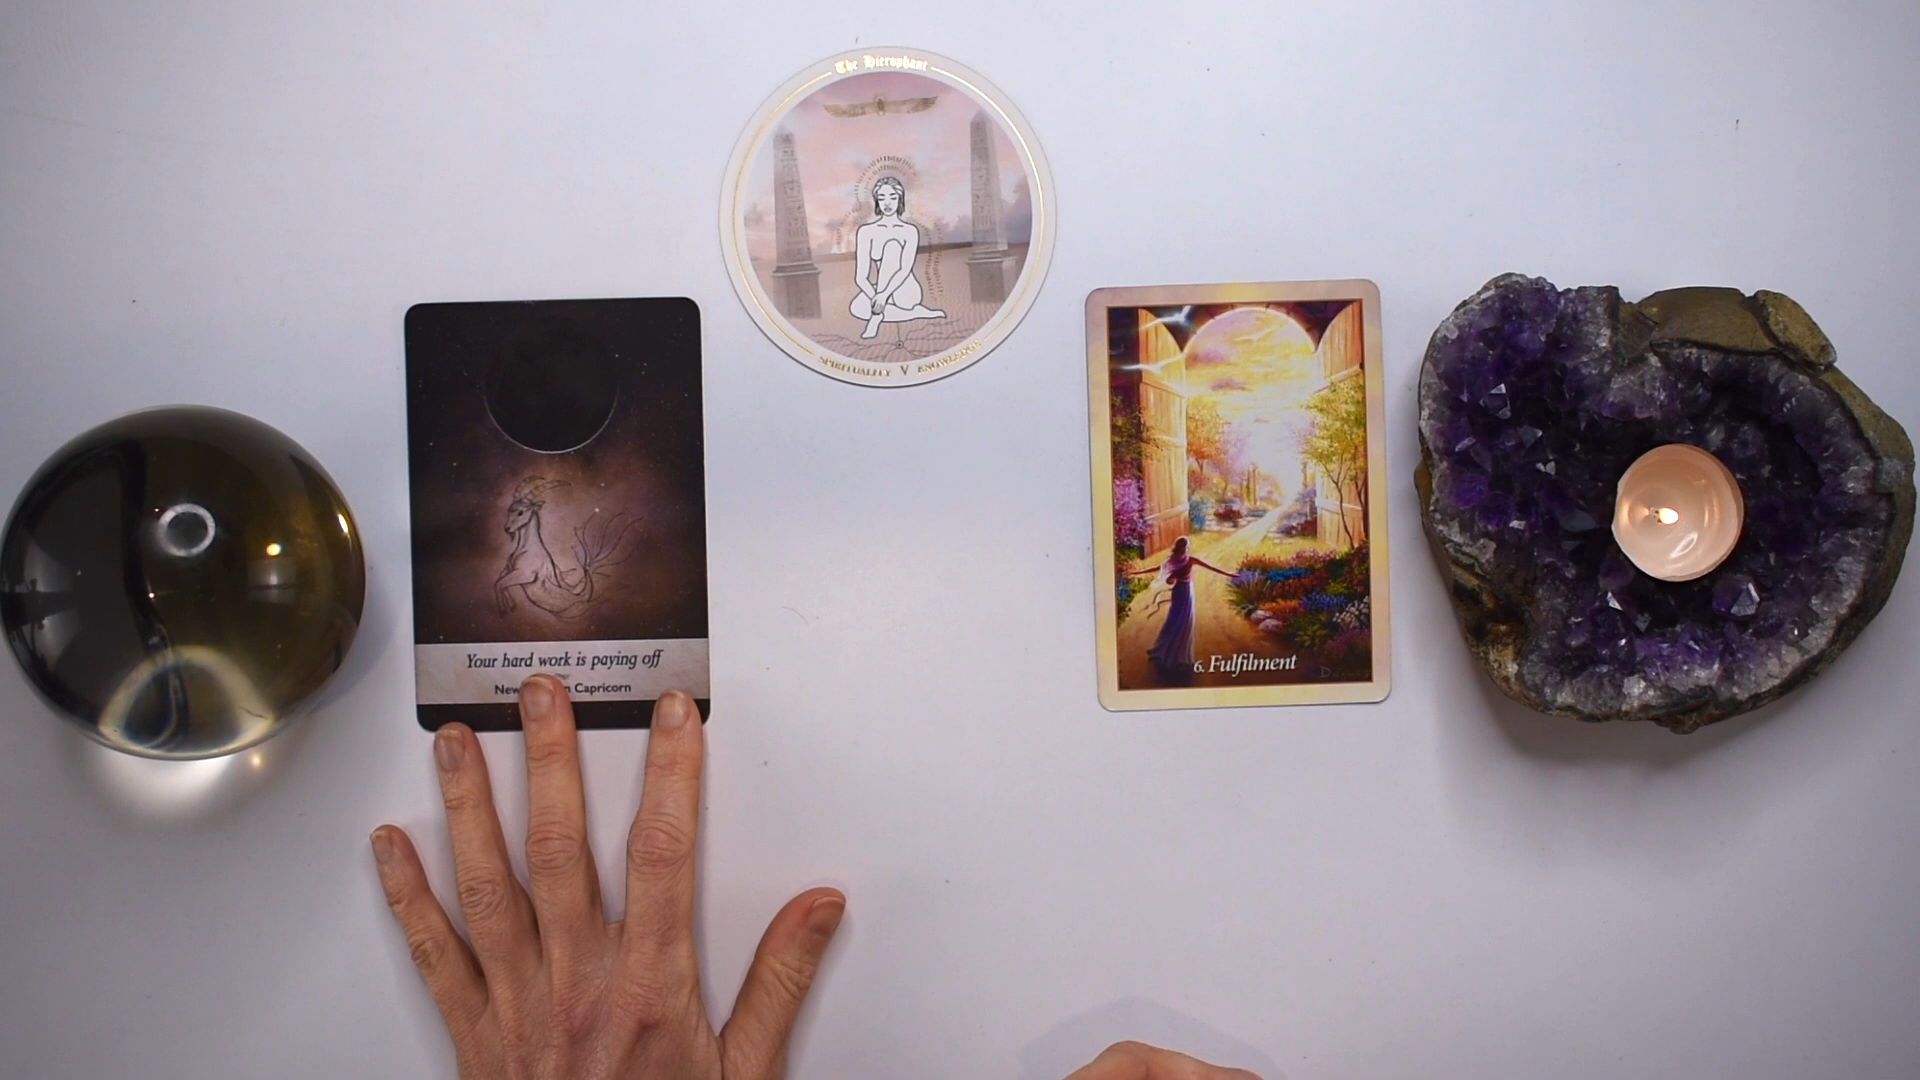 The Hierophant
SPIRITUALITY V KNOWLEDGE
Your hard work is paying off
Capricorn
6. Fulfilment